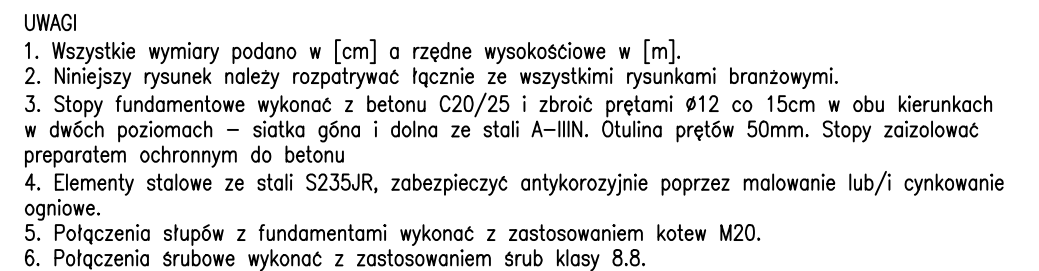 UWAGI
1. Wszystkie wymiary podano w [cm] a rzędne wysokośćiowe w [m].
2. Niniejszy rysunek należy rozpatrywać łącznie ze wszystkimi rysunkami branżowymi.
3. Stopy fundamentowe wykonać z betonu C20/25 i zbroić prętami ø12 co 15cm w obu kierunkach
w dwóch poziomach – siatka góna i dolna ze stali A–IIIN. Otulina prętów 50mm. Stopy zaizolować
preparatem ochronnym do betonu
4. Elementy stalowe ze stali S235JR, zabezpieczyć antykorozyjnie poprzez malowanie lub/i cynkowanie
ogniowe.
5. Połączenia słupów z fundamentami wykonać z zastosowaniem kotew M20.
6. Połączenia śrubowe wykonać z zastosowaniem śrub klasy 8.8.